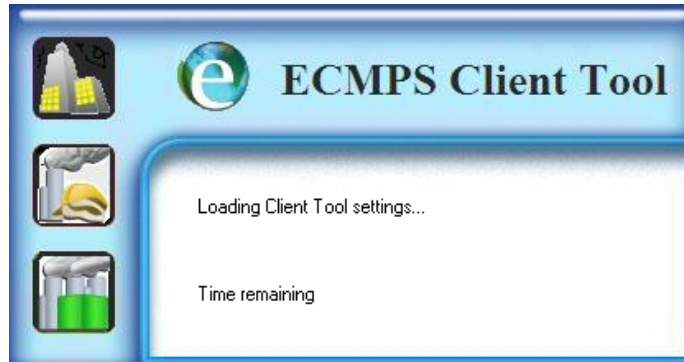 e ECMPS Client Tool
Loading Client Tool settings...
Time remaining